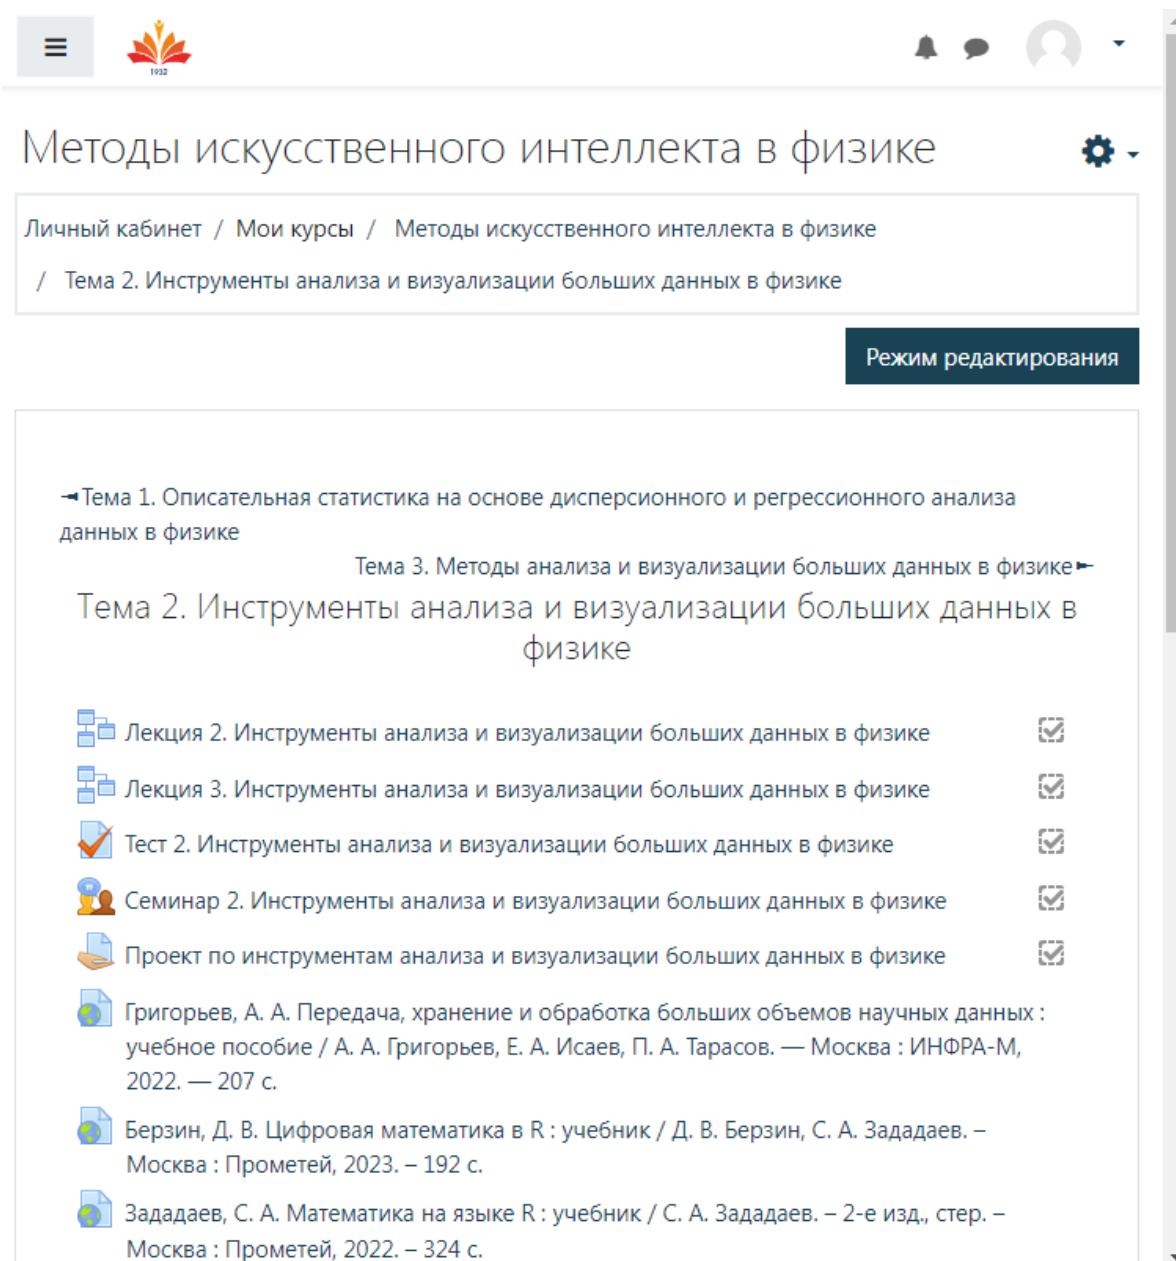 1932
Методы искусственного интеллекта в физике
Личный кабинет / Мои курсы / Методы искусственного интеллекта в физике
/ Тема 2. Инструменты анализа и визуализации больших данных в физике
Режим редактирования
Тема 1. Описательная статистика на основе дисперсионного и регрессионного анализа
данных в физике
Тема 3. Методы анализа и визуализации больших данных в физике
Тема 2. Инструменты анализа и визуализации больших данных в
физике
Лекция 2. Инструменты анализа и визуализации больших данных в физике
Лекция 3. Инструменты анализа и визуализации больших данных в физике
Тест 2. Инструменты анализа и визуализации больших данных в физике
Семинар 2. Инструменты анализа и визуализации больших данных в физике
Проект по инструментам анализа и визуализации больших данных в физике
Григорьев, А. А. Передача, хранение и обработка больших объемов научных данных :
учебное пособие / А. А. Григорьев, Е. А. Исаев, П. А. Тарасов. — Москва : ИНФРА-М,
2022. — 207 с.
Берзин, Д. В. Цифровая математика в R : учебник / Д. В. Берзин, С. А. Зададаев. –
Москва : Прометей, 2023. – 192 с.
Зададаев, С. А. Математика на языке R : учебник / С. А. Зададаев. – 2-е изд., стер. –
Москва : Прометей, 2022. – 324 с.